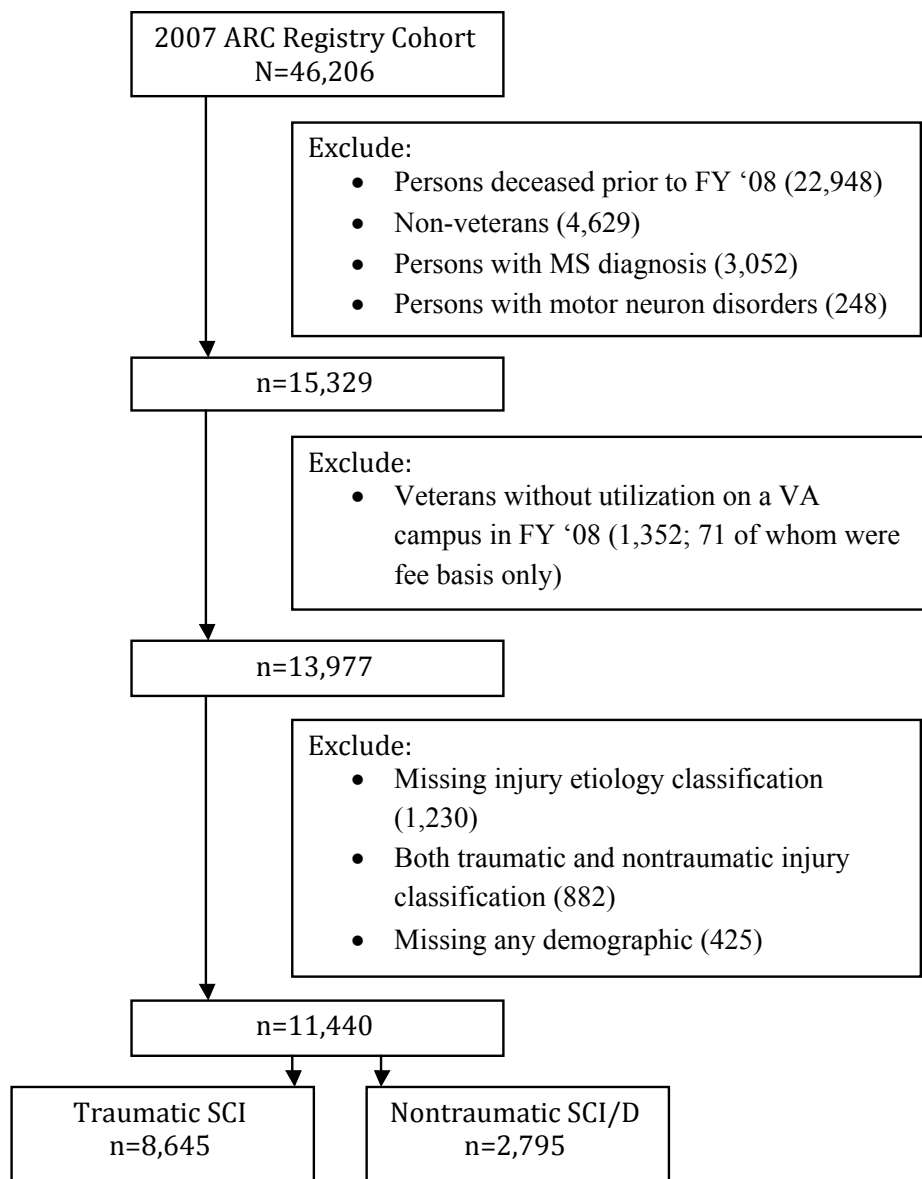 2007 ARC Registry Cohort
N=46,206
Exclude:
• Persons deceased prior to FY ‘08 (22,948)
• Non-veterans (4,629)
• Persons with MS diagnosis (3,052)
• Persons with motor neuron disorders (248)
n=15,329
Exclude:
• Veterans without utilization on a VA
campus in FY ‘08 (1,352; 71 of whom were
fee basis only)
n=13,977
Exclude:
• Missing injury etiology classification
(1,230)
• Both traumatic and nontraumatic injury
classification (882)
• Missing any demographic (425)
n=11,440
Traumatic SCI
n=8,645
Nontraumatic SCI/D
n=2,795